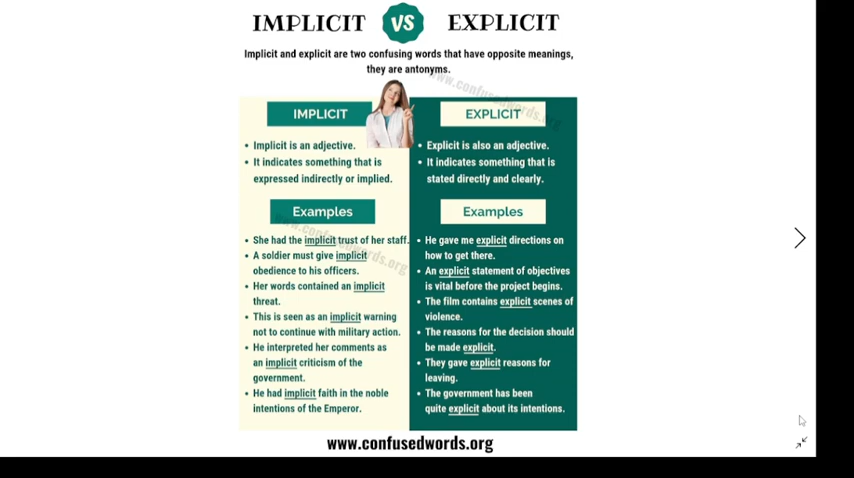 IMPLICIT VS EXPLICIT
Implicit and explicit are two confusing words that have opposite meanings,
they are antonyms.
www.confusedwords.org
IMPLICIT
• Implicit is an adjective.
• It indicates something that is
expressed indirectly or implied.
Examples
• She had the implicit trust of her staff.
• A soldier must give implicit
obedience to his officers.
• Her words contained an implicit
threat.
• This is seen as an implicit warning
not to continue with military action.
• He interpreted her comments as
an implicit criticism of the
government.
• He had implicit faith in the noble
intentions of the Emperor.
www.confusedwords.org
EXPLICIT
• Explicit is also an adjective.
• It indicates something that is
stated directly and clearly.
Examples
• He gave me explicit directions on
how to get there.
• An explicit statement of objectives
is vital before the project begins.
• The film contains explicit scenes of
violence.
• The reasons for the decision should
be made explicit.
• They gave explicit reasons for
leaving.
• The government has been
quite explicit about its intentions.
www.confusedwords.org